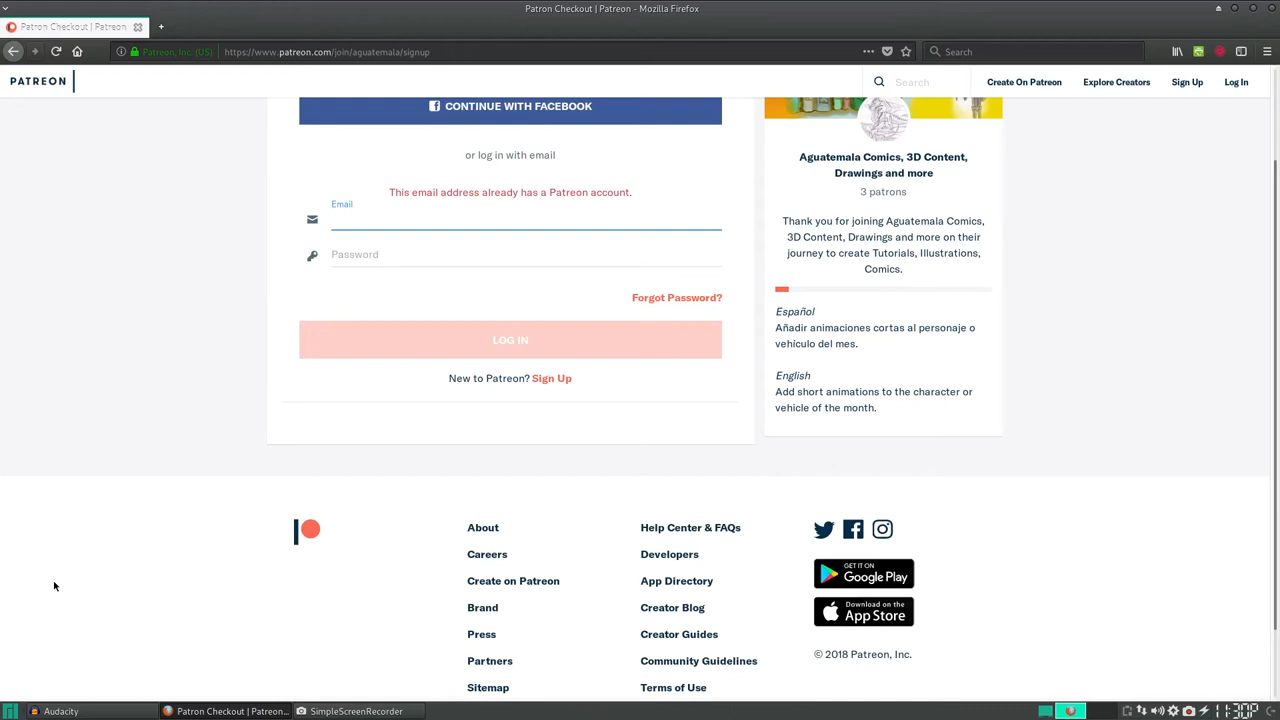 Patron Checkout | Patreon - Mozilla Firefox
Patron Checkout | Patreon
Patreon, Inc. (US)
https://www.patreon.com/join/aguatemala/signup
Search
PATREON
Search
Create On Patreon
Explore Creators
Sign Up
Log In
CONTINUE WITH FACEBOOK
or log in with email
This email address already has a Patreon account.
Email
Password
Forgot Password?
LOG IN
New to Patreon? Sign Up
Aguatemala Comics, 3D Content,
Drawings and more
3 patrons
Thank you for joining Aguatemala Comics,
3D Content, Drawings and more on their
journey to create Tutorials, Illustrations,
Comics.
Español
Añadir animaciones cortas al personaje o
vehículo del mes.
English
Add short animations to the character or
vehicle of the month.
About
Careers
Create on Patreon
Brand
Press
Partners
Sitemap
Help Center & FAQs
Developers
App Directory
Creator Blog
Creator Guides
Community Guidelines
Terms of Use
GET IT ON
Google Play
Download on the
App Store
© 2018 Patreon, Inc.
Audacity
Patron Checkout | Patreon...
SimpleScreenRecorder